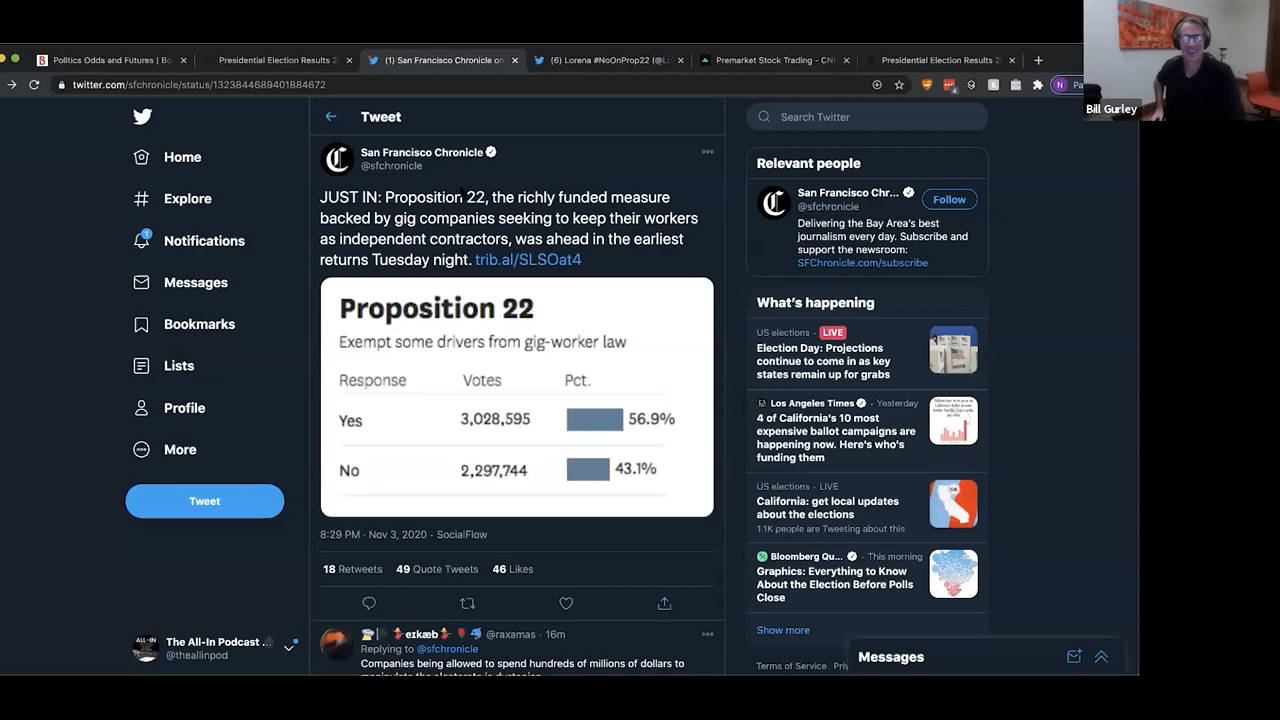 Politics Odds and Futures | Bo
Presidential Election Results 2
(1) San Francisco Chronicle on
(6) Lorena #NoOnProp22 (@Lo
Premarket Stock Trading - CN
Presidential Election Results 2
twitter.com/sfchronicle/status/1323844689401884672
N
Pa
Bill Gurley
Home
Explore
1
Notifications
Messages
Bookmarks
Lists
Profile
More
Tweet
ALL-IN
The All-In Podcast ...
@theallinpod
Tweet
San Francisco Chronicle
@sfchronicle
JUST IN: Proposition 22, the richly funded measure
backed by gig companies seeking to keep their workers
as independent contractors, was ahead in the earliest
returns Tuesday night. trib.al/SLSOat4
Proposition 22
Exempt some drivers from gig-worker law
Response Votes Pct.
Yes 3,028,595 56.9%
No 2,297,744 43.1%
8:29 PM · Nov 3, 2020 · SocialFlow
18 Retweets 49 Quote Tweets 46 Likes
eɪkæb @raxamas · 16m
Replying to @sfchronicle
Companies being allowed to spend hundreds of millions of dollars to
Search Twitter
Relevant people
San Francisco Chr...
@sfchronicle
Follow
Delivering the Bay Area's best
journalism every day. Subscribe and
support the newsroom:
SFChronicle.com/subscribe
What's happening
US elections · LIVE
Election Day: Projections
continue to come in as key
states remain up for grabs
VOTE
Los Angeles Times · Yesterday
4 of California's 10 most
expensive ballot campaigns are
happening now. Here's who's
funding them
US elections · LIVE
California: get local updates
about the elections
1.1K people are Tweeting about this
Bloomberg Qu... · This morning
Graphics: Everything to Know
About the Election Before Polls
Close
Show more
Terms of Service
Priv
Messages